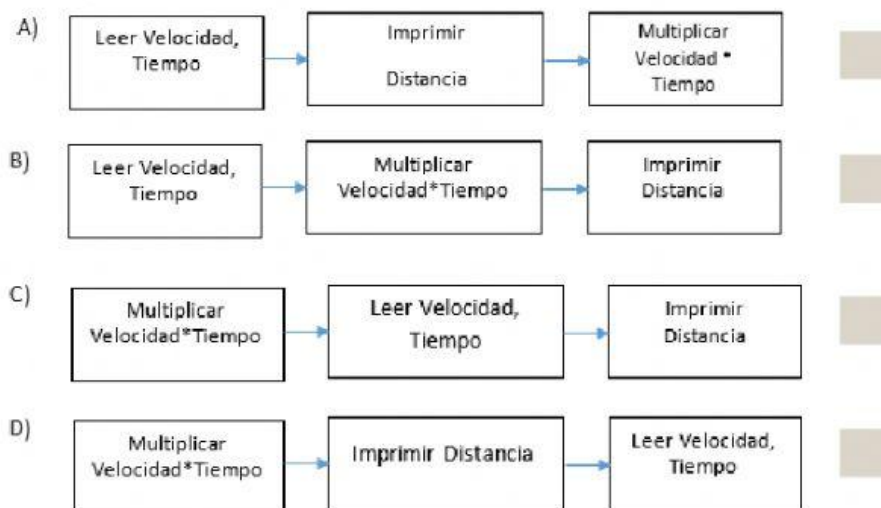 A)
Leer Velocidad,
Tiempo
Imprimir
Distancia
Multiplicar
Velocidad *
Tiempo
B)
Leer Velocidad,
Tiempo
Multiplicar
Velocidad*Tiempo
Imprimir
Distancia
C)
Multiplicar
Velocidad*Tiempo
Leer Velocidad,
Tiempo
Imprimir
Distancia
D)
Multiplicar
Velocidad*Tiempo
Imprimir Distancia
Leer Velocidad,
Tiempo